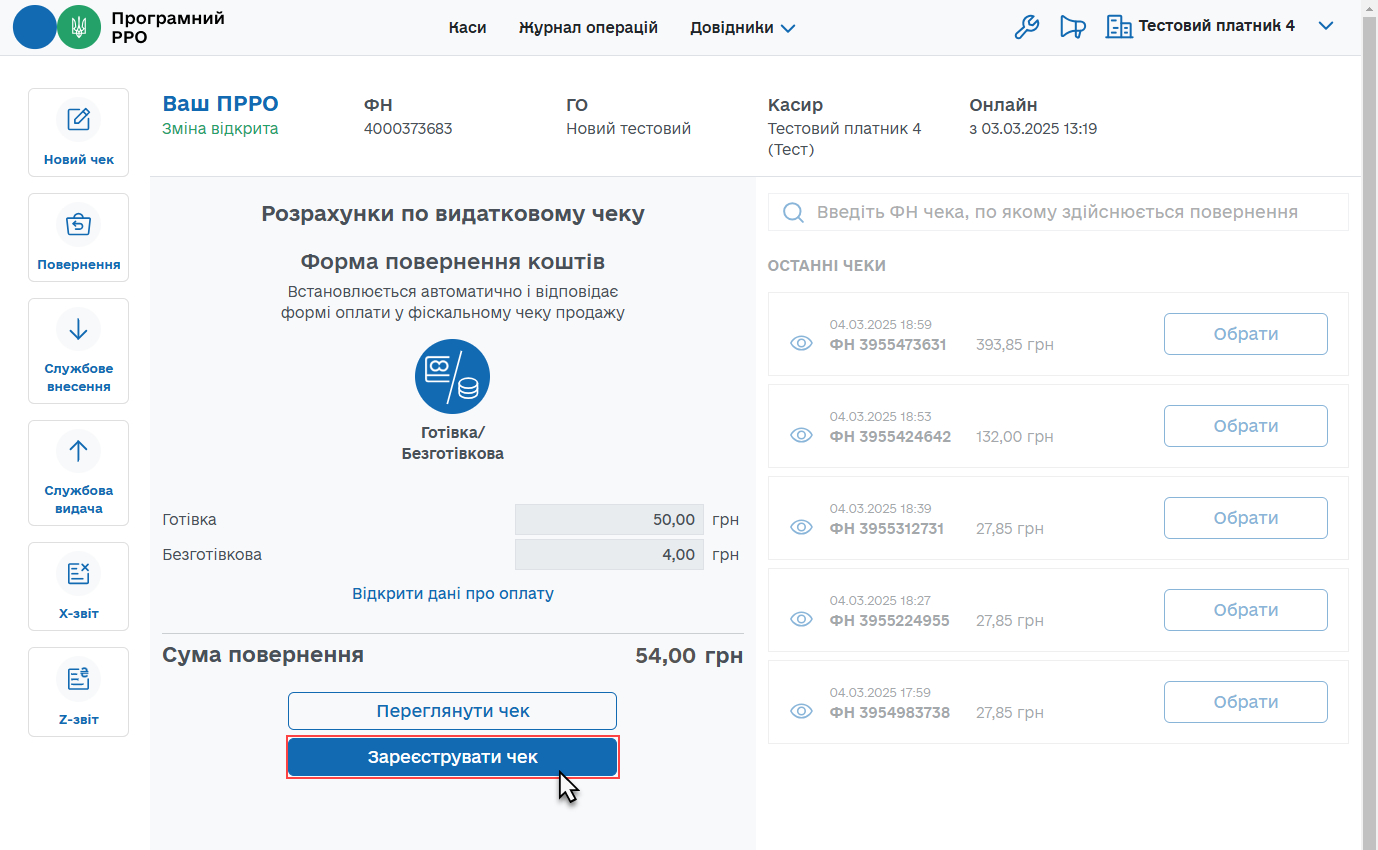 Програмний
РРО
Каси
Журнал операцій
Довідники
Тестовий платник 4
Новий чек
Повернення
Службове
внесення
Службова
видача
X-звіт
Z-звіт
Ваш ПРРО
Зміна відкрита
ФН
4000373683
ГО
Новий тестовий
Касир
Тестовий платник 4
(Тест)
Онлайн
з 03.03.2025 13:19
Розрахунки по видатковому чеку
Форма повернення коштів
Встановлюється автоматично і відповідає
формі оплати у фіскальному чеку продажу
Готівка/
Безготівкова
Готівка 50,00 грн
Безготівкова 4,00 грн
Відкрити дані про оплату
Сума повернення 54,00 грн
Переглянути чек
Зареєструвати чек
Введіть ФН чека, по якому здійснюється повернення
ОСТАННІ ЧЕКИ
04.03.2025 18:59
ФН 3955473631 393,85 грн Обрати
04.03.2025 18:53
ФН 3955424642 132,00 грн Обрати
04.03.2025 18:39
ФН 3955312731 27,85 грн Обрати
04.03.2025 18:27
ФН 3955224955 27,85 грн Обрати
04.03.2025 17:59
ФН 3954983738 27,85 грн Обрати